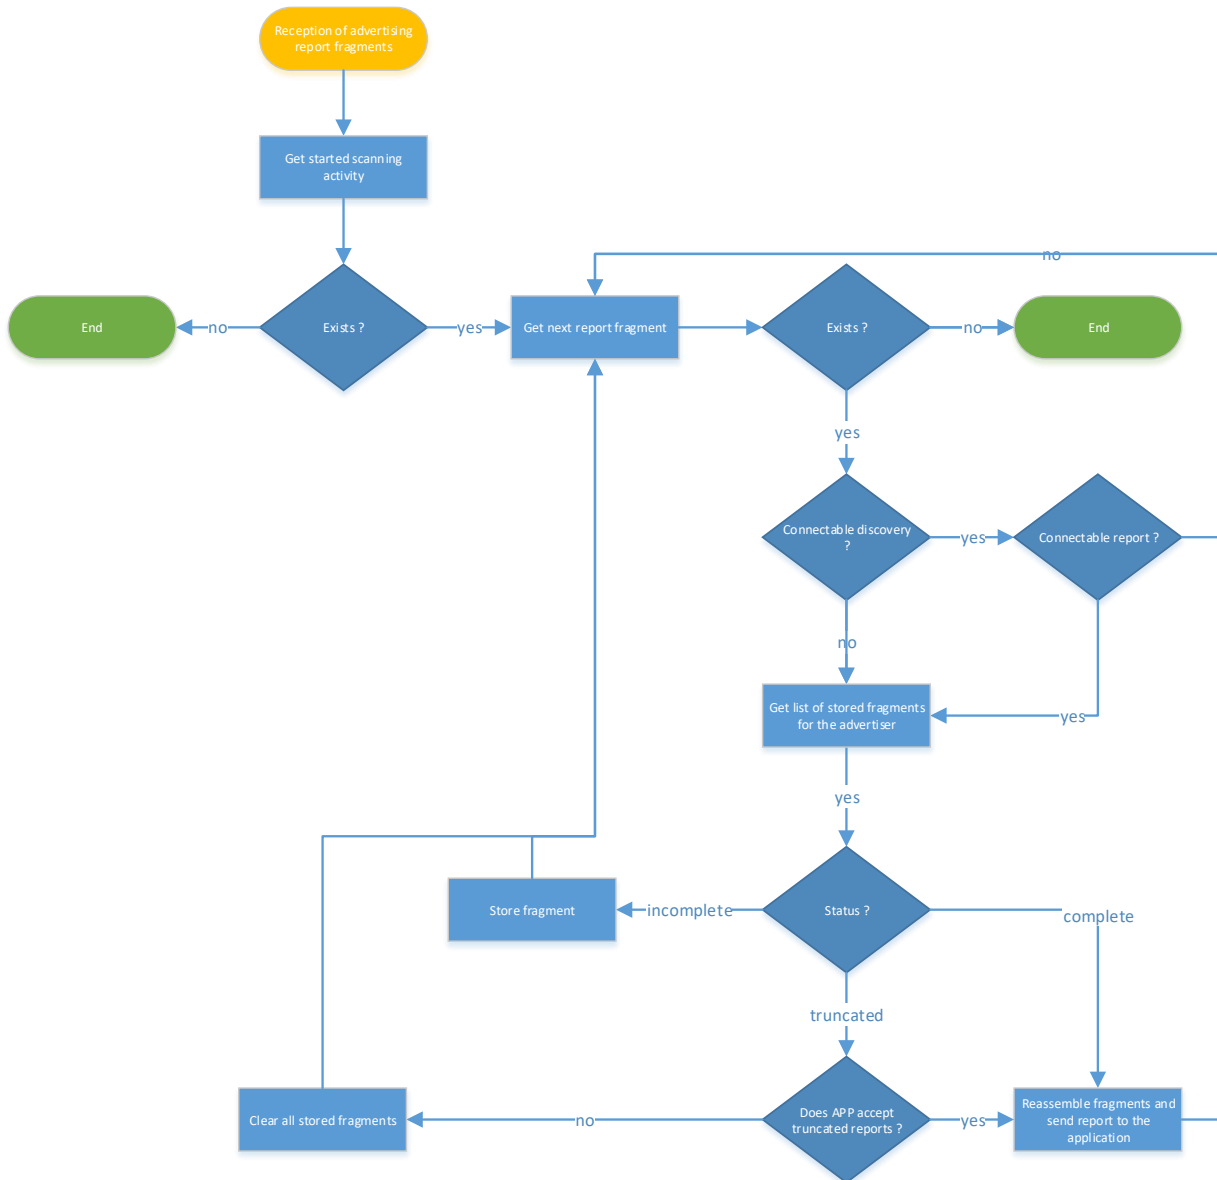 Reception of advertising
report fragments
Get started scanning
activity
no
End
no
Exists ?
yes
Get next report fragment
Exists ?
no
End
yes
Connectable discovery
?
yes
Connectable report ?
no
Get list of stored fragments
for the advertiser
yes
yes
Store fragment
incomplete
Status ?
complete
truncated
Clear all stored fragments
no
Does APP accept
truncated reports ?
yes
Reassemble fragments and
send report to the
application